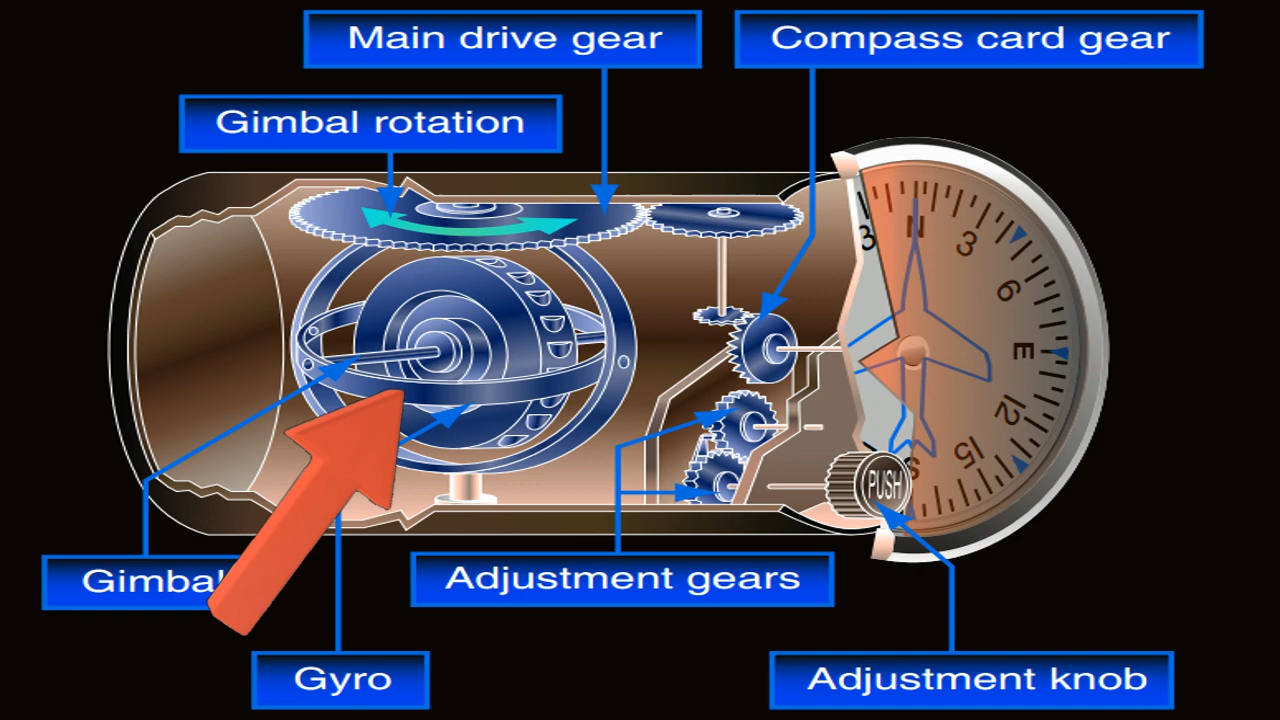 Main drive gear
Compass card gear
Gimbal rotation
N
3
3
6
E
12
15
S
PUSH
Gimbal
Adjustment gears
Gyro
Adjustment knob